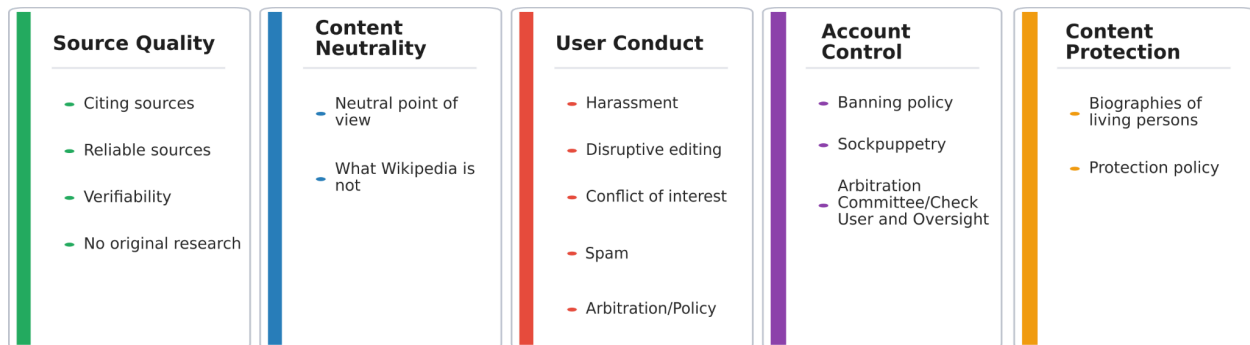 Source Quality
Citing sources
Reliable sources
Verifiability
No original research
Content
Neutrality
Neutral point of
view
What Wikipedia is
not
User Conduct
Harassment
Disruptive editing
Conflict of interest
Spam
Arbitration/Policy
Account
Control
Banning policy
Sockpuppetry
Arbitration
Committee/Check
User and Oversight
Content
Protection
Biographies of
living persons
Protection policy